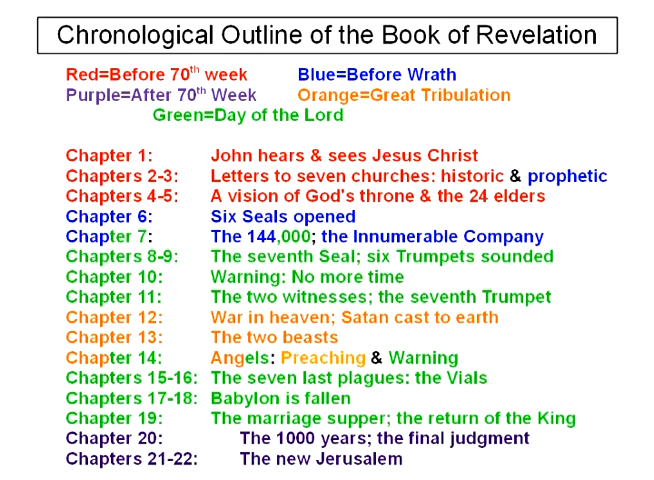 Chronological Outline of the Book of Revelation
Red=Before 70th week Blue=Before Wrath
Purple=After 70th Week Orange=Great Tribulation
Green=Day of the Lord
Chapter 1: John hears & sees Jesus Christ
Chapters 2-3: Letters to seven churches: historic & prophetic
Chapters 4-5: A vision of God's throne & the 24 elders
Chapter 6: Six Seals opened
Chapter 7: The 144,000; the Innumerable Company
Chapters 8-9: The seventh Seal; six Trumpets sounded
Chapter 10: Warning: No more time
Chapter 11: The two witnesses; the seventh Trumpet
Chapter 12: War in heaven; Satan cast to earth
Chapter 13: The two beasts
Chapter 14: Angels: Preaching & Warning
Chapters 15-16: The seven last plagues: the Vials
Chapters 17-18: Babylon is fallen
Chapter 19: The marriage supper; the return of the King
Chapter 20: The 1000 years; the final judgment
Chapters 21-22: The new Jerusalem